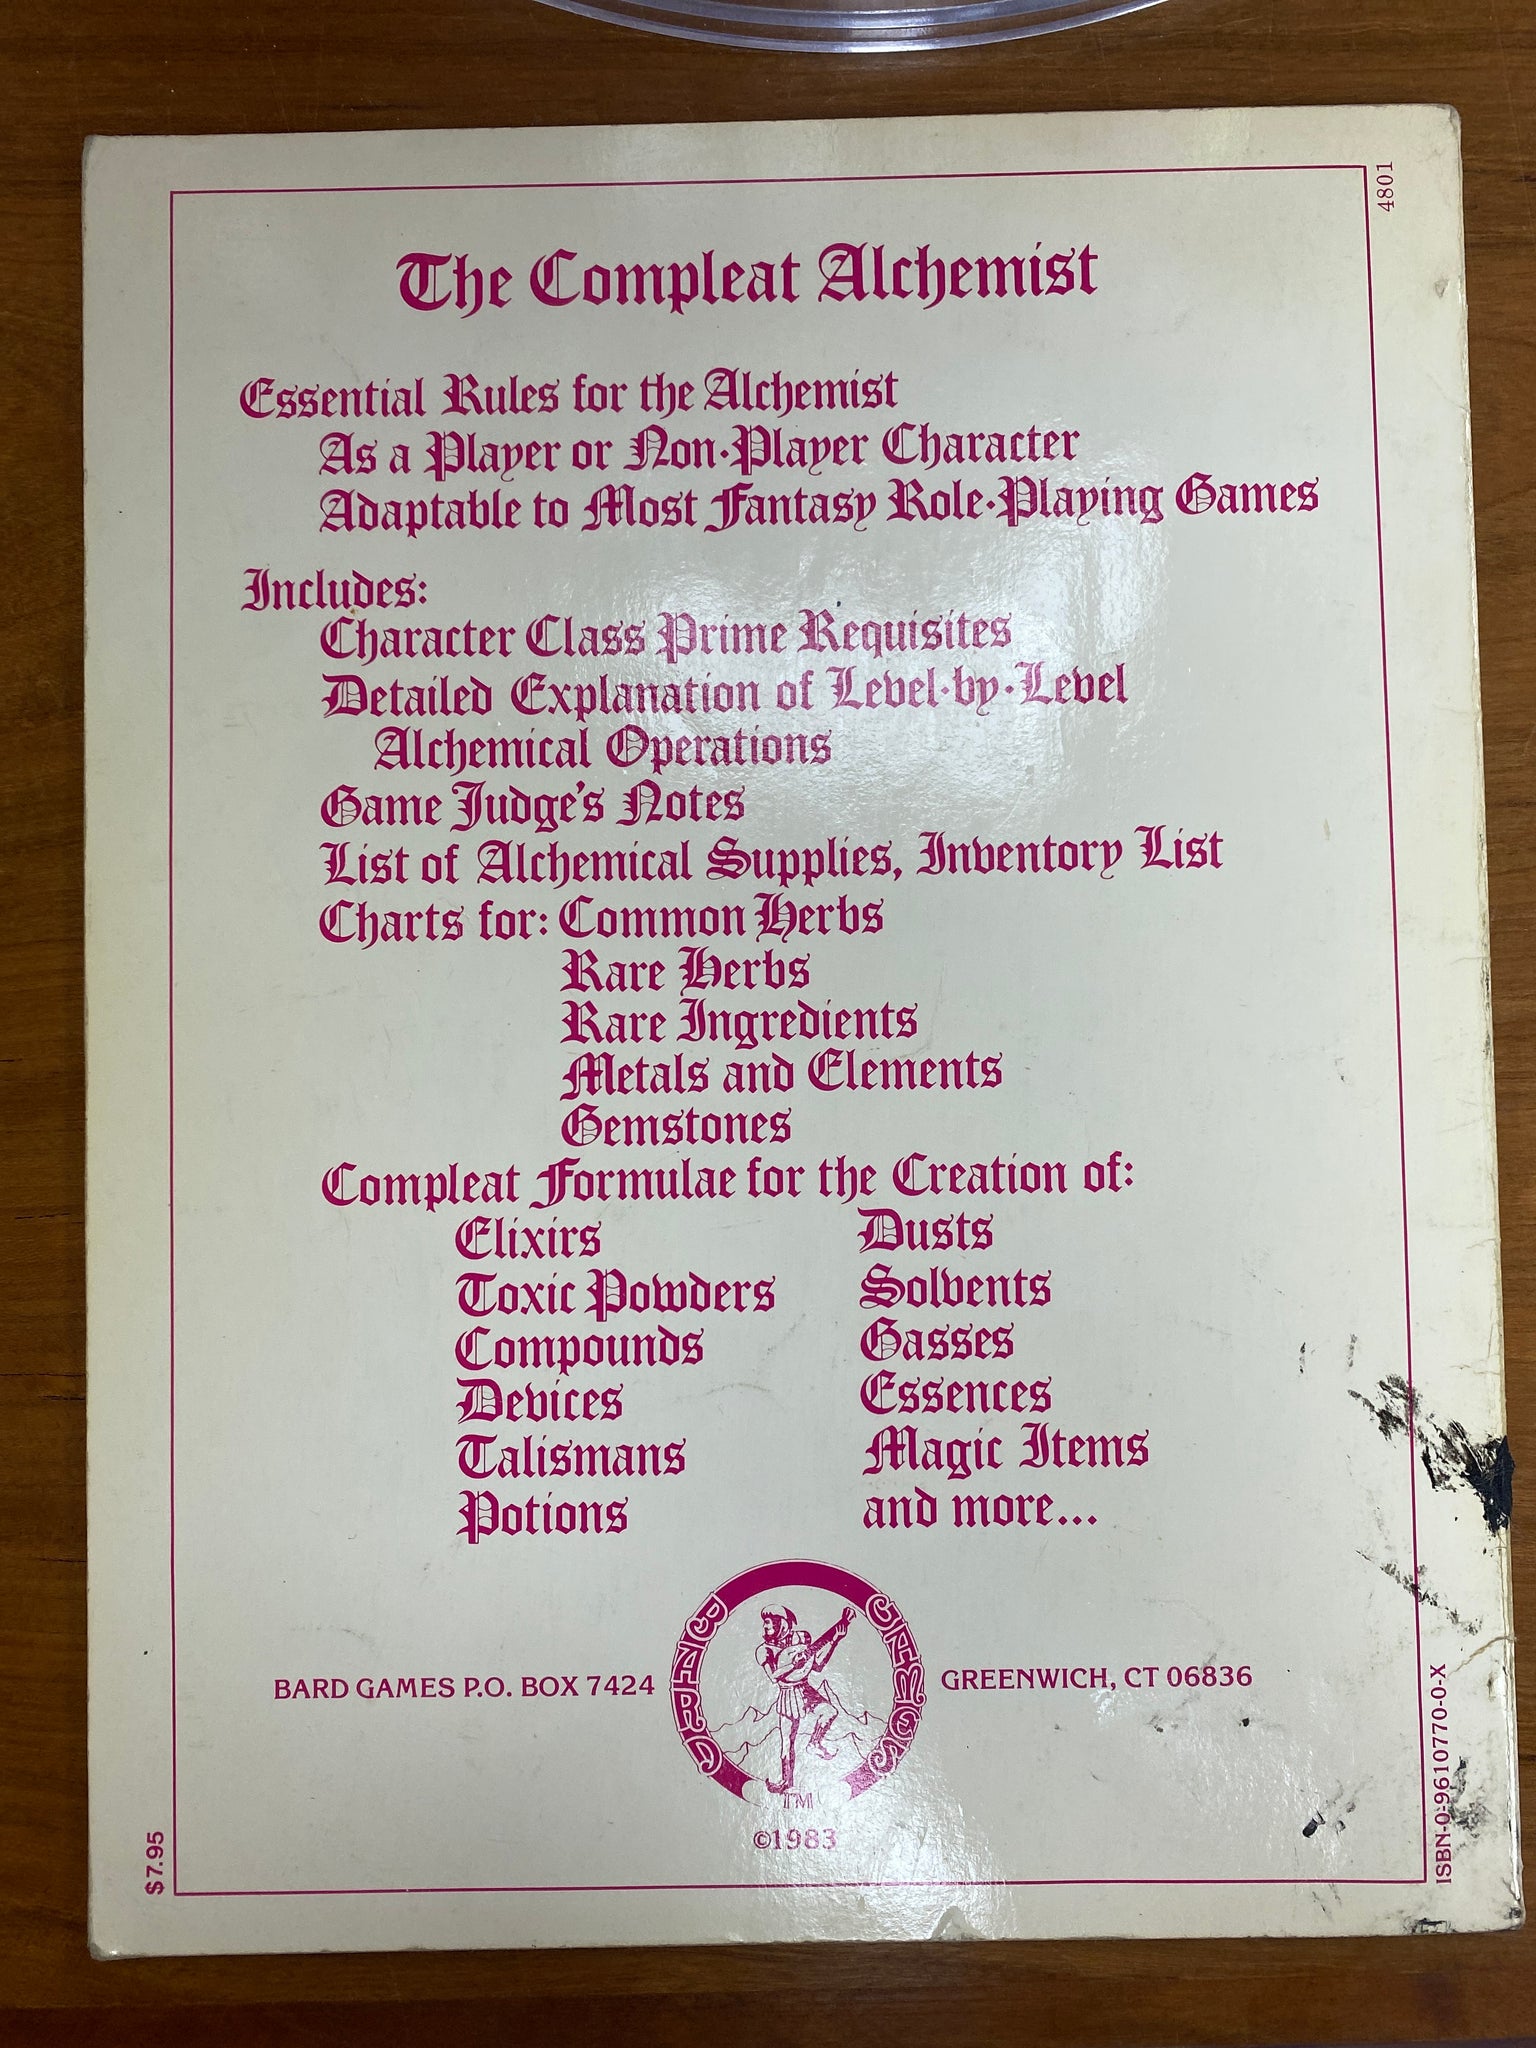 4801
The Compleat Alchemist
Essential Rules for the Alchemist
As a Player or Non-Player Character
Adaptable to Most Fantasy Role-Playing Games
Includes:
Character Class Prime Requisites
Detailed Explanation of Level-by-Level
Alchemical Operations
Game Judge's Notes
List of Alchemical Supplies, Inventory List
Charts for: Common Herbs
Rare Herbs
Rare Ingredients
Metals and Elements
Gemstones
Compleat Formulae for the Creation of:
Elixirs Dusts
Toxic Powders Solvents
Compounds Gasses
Devices Essences
Talismans Magic Items
Potions and more...
BARD GAMES P.O. BOX 7424 GREENWICH, CT 06836
BARD GAMES
TM
©1983
$7.95
ISBN-0-9610770-0-X